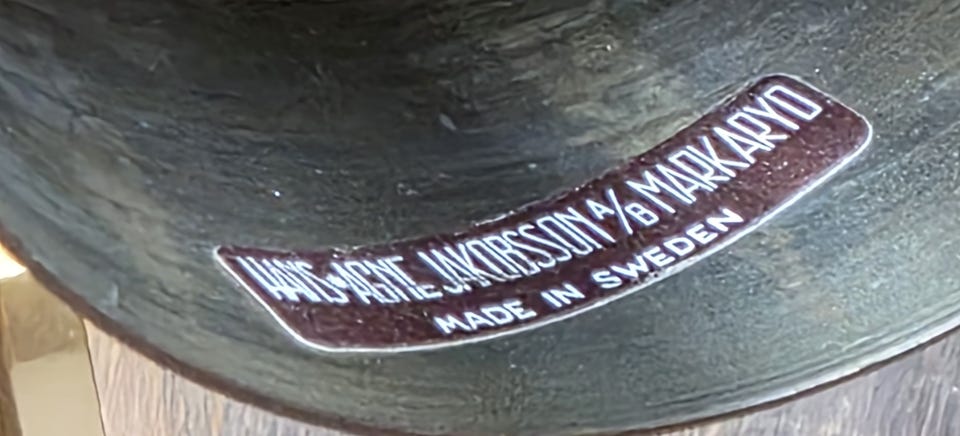 HANS-AGNE JAKOBSSON A/B MARKARYD
MADE IN SWEDEN